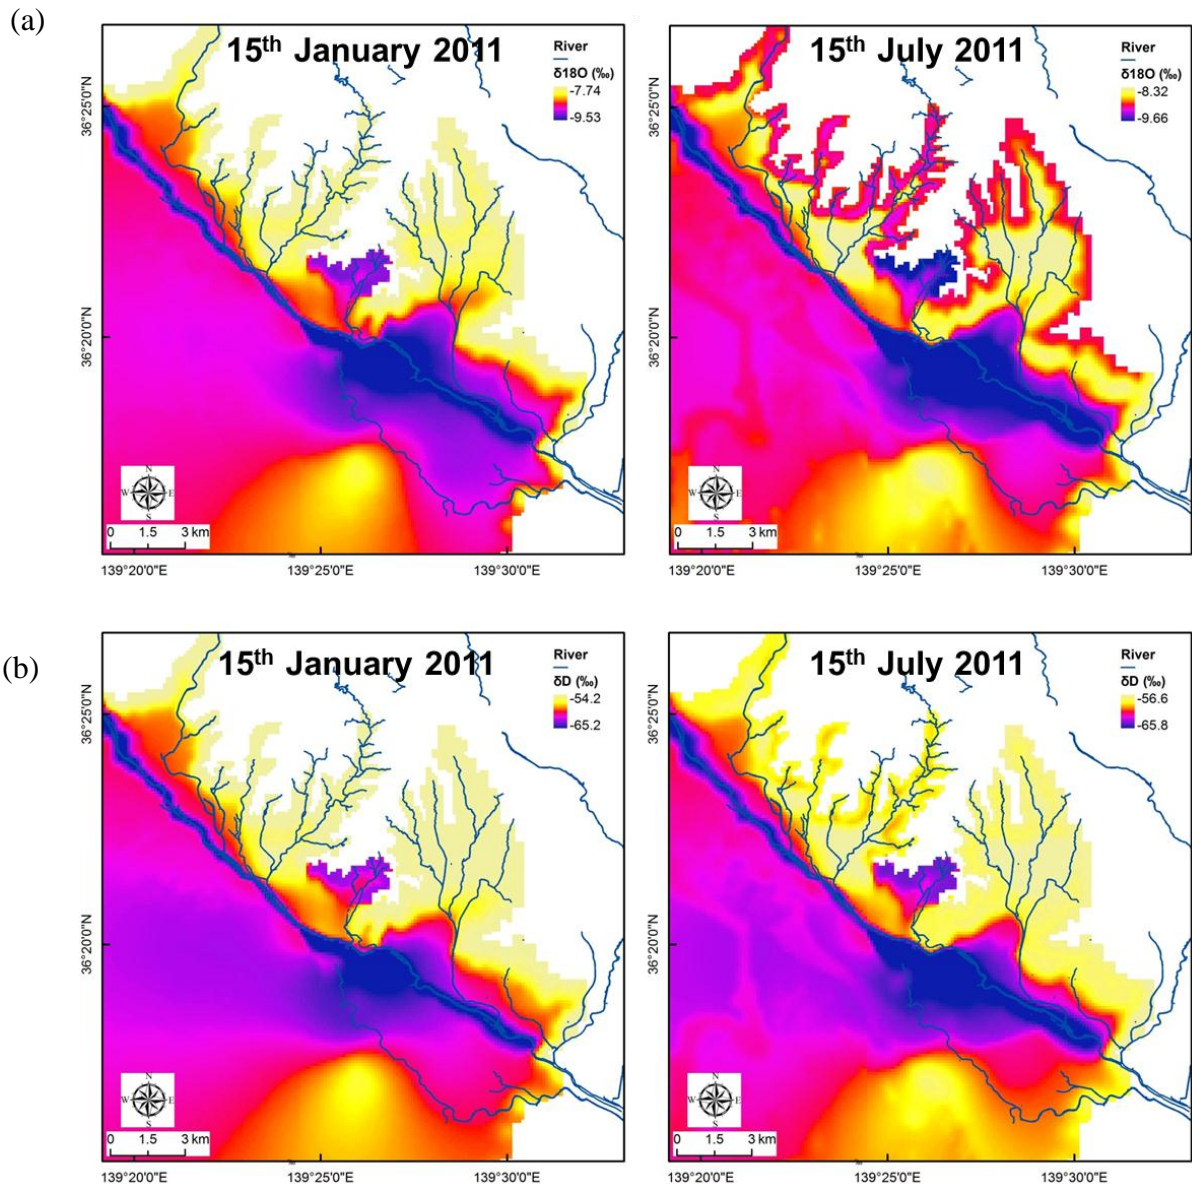 (a)
15th January 2011
River
δ18O (‰)
-7.74
-9.53
36°25'0"N
36°20'0"N
N
W E
S
0 1.5 3 km
139°20'0"E 139°25'0"E 139°30'0"E
15th July 2011
River
δ18O (‰)
-8.32
-9.66
36°25'0"N
36°20'0"N
N
W E
S
0 1.5 3 km
139°20'0"E 139°25'0"E 139°30'0"E
(b)
15th January 2011
River
δD (‰)
-54.2
-65.2
36°25'0"N
36°20'0"N
N
W E
S
0 1.5 3 km
139°20'0"E 139°25'0"E 139°30'0"E
15th July 2011
River
δD (‰)
-56.6
-65.8
36°25'0"N
36°20'0"N
N
W E
S
0 1.5 3 km
139°20'0"E 139°25'0"E 139°30'0"E